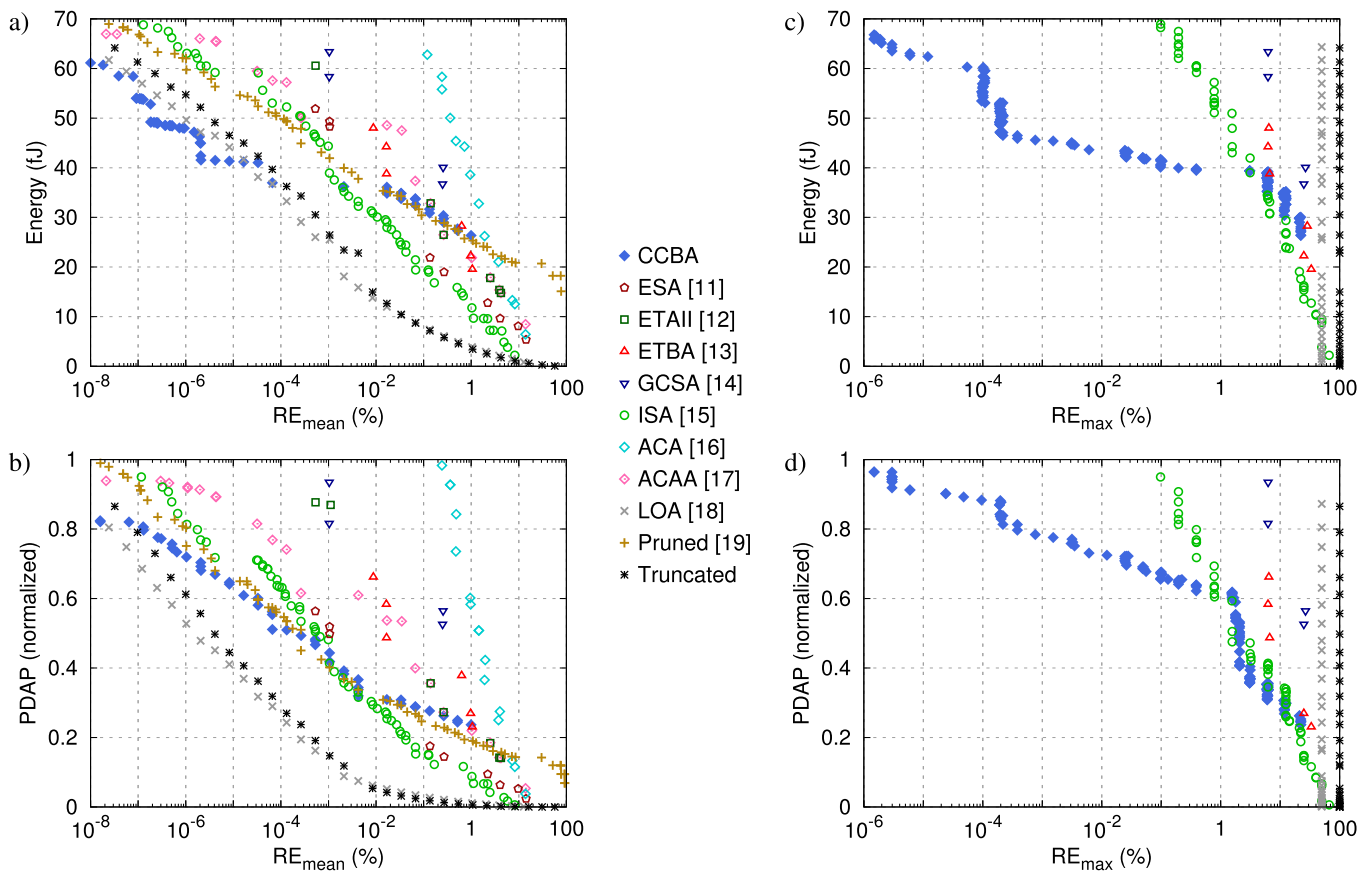 a)
Energy (fJ)
70
60
50
40
30
20
10
0
10-8
10-6
10-4
10-2
1
100
REmean (%)
b)
PDAP (normalized)
1
0.8
0.6
0.4
0.2
0
10-8
10-6
10-4
10-2
1
100
REmean (%)
CCBA
ESA [11]
ETAII [12]
ETBA [13]
GCSA [14]
ISA [15]
ACA [16]
ACAA [17]
LOA [18]
Pruned [19]
Truncated
c)
Energy (fJ)
70
60
50
40
30
20
10
0
10-6
10-4
10-2
1
100
REmax (%)
d)
PDAP (normalized)
1
0.8
0.6
0.4
0.2
0
10-6
10-4
10-2
1
100
REmax (%)